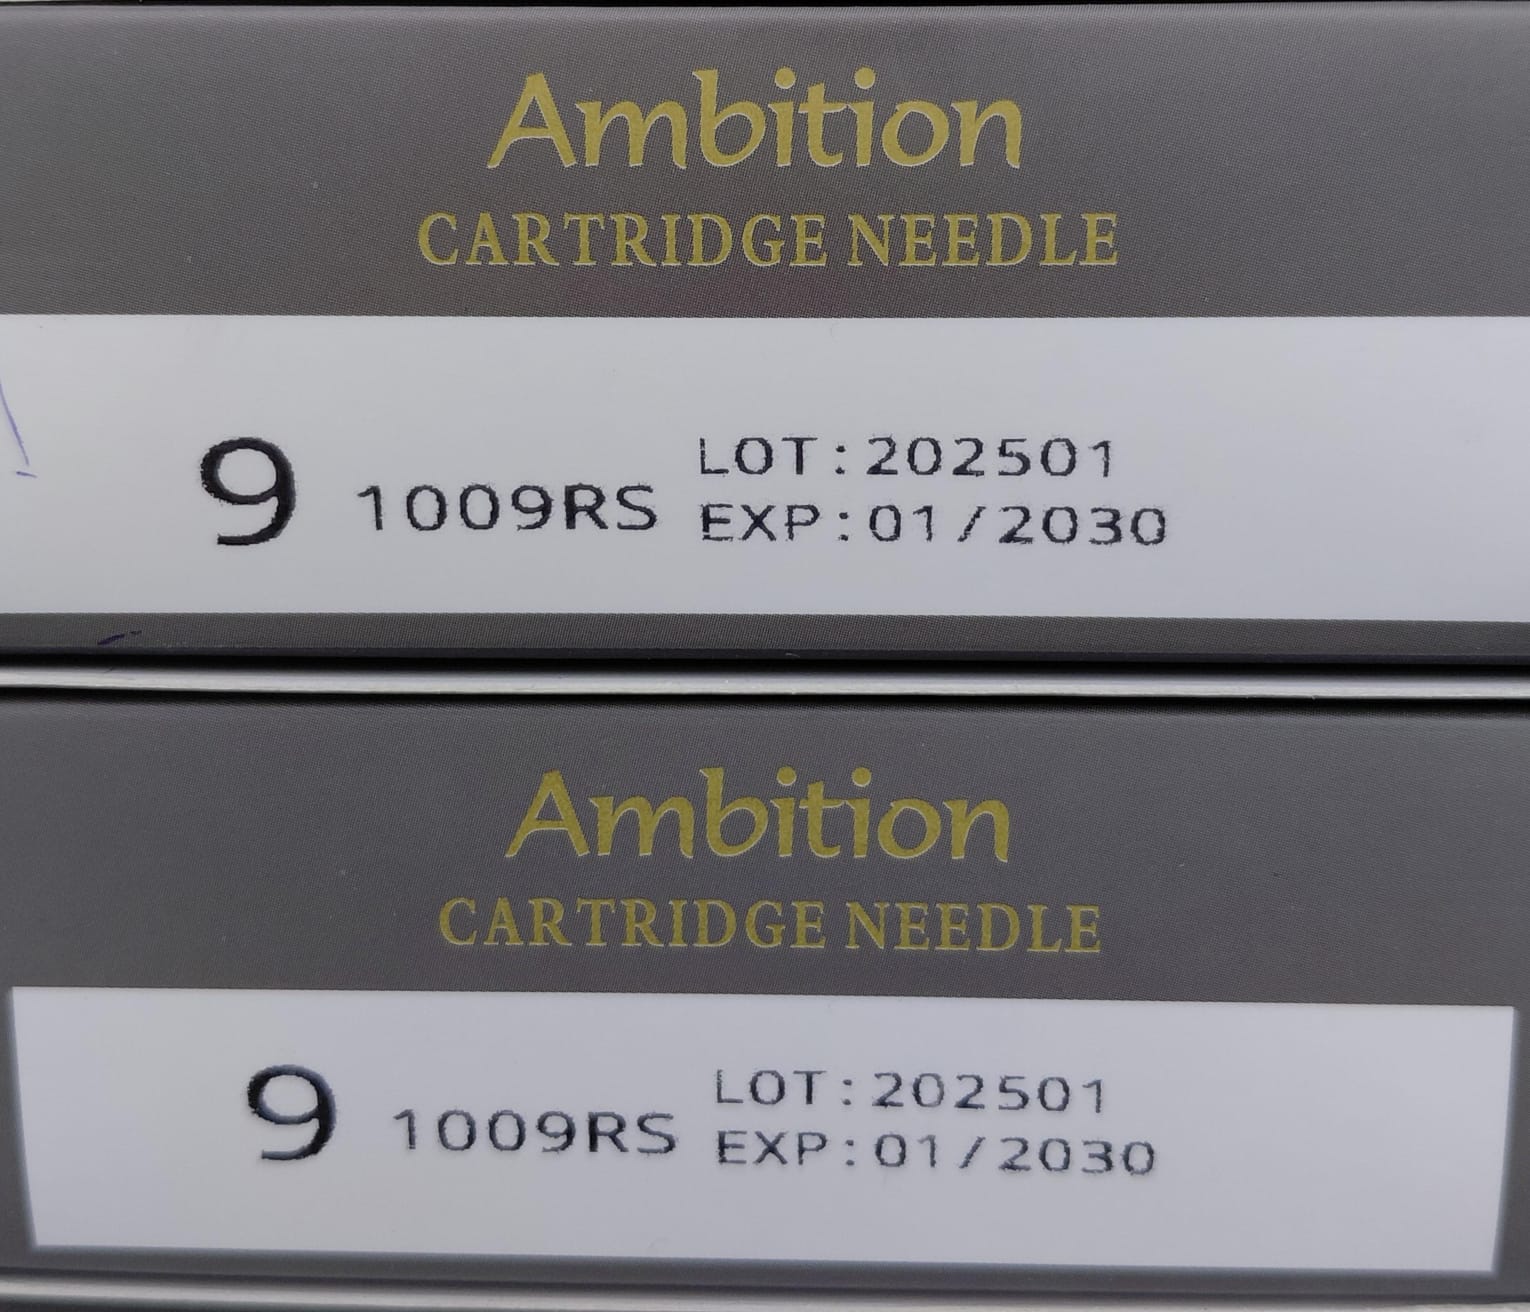 Ambition
CARTRIDGE NEEDLE
9 1009RS
LOT:202501
EXP:01/2030
Ambition
CARTRIDGE NEEDLE
9 1009RS
LOT:202501
EXP:01/2030